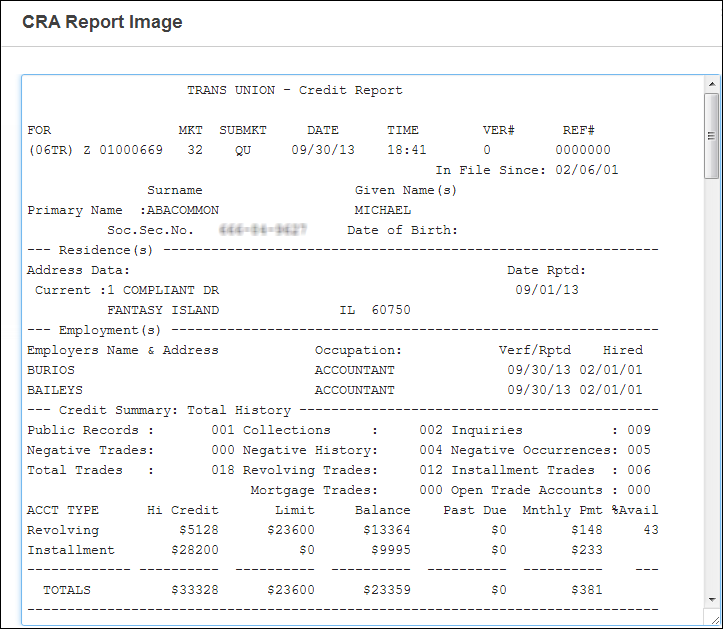 CRA Report Image
TRANS UNION - Credit Report
FOR MKT SUBMKT DATE TIME VER# REF#
(06TR) Z 01000669 32 QU 09/30/13 18:41 0 0000000
In File Since: 02/06/01
Surname Given Name(s)
Primary Name :ABACOMMON MICHAEL
Soc.Sec.No. Date of Birth:
--- Residence(s) --------------------------------------------------------------
Address Data: Date Rptd:
Current :1 COMPLIANT DR 09/01/13
FANTASY ISLAND IL 60750
--- Employment(s) -------------------------------------------------------------
Employers Name & Address Occupation: Verf/Rptd Hired
BURIOS ACCOUNTANT 09/30/13 02/01/01
BAILEYS ACCOUNTANT 09/30/13 02/01/01
--- Credit Summary: Total History ---------------------------------------------
Public Records : 001 Collections : 002 Inquiries : 009
Negative Trades: 000 Negative History: 004 Negative Occurrences: 005
Total Trades : 018 Revolving Trades: 012 Installment Trades : 006
Mortgage Trades: 000 Open Trade Accounts : 000
ACCT TYPE Hi Credit Limit Balance Past Due Mnthly Pmt %Avail
Revolving $5128 $23600 $13364 $0 $148 43
Installment $28200 $0 $9995 $0 $233
------------- ---------- ---------- ---------- ---------- ---------- ---
TOTALS $33328 $23600 $23359 $0 $381
-------------------------------------------------------------------------------